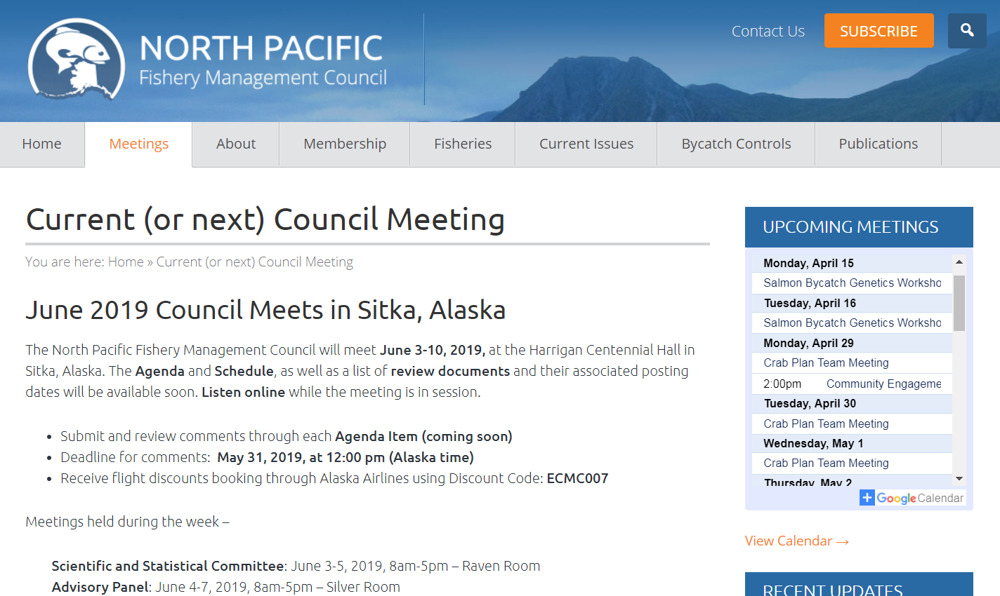 NORTH PACIFIC
Fishery Management Council
Contact Us
SUBSCRIBE
Home
Meetings
About
Membership
Fisheries
Current Issues
Bycatch Controls
Publications
Current (or next) Council Meeting
You are here: Home » Current (or next) Council Meeting
June 2019 Council Meets in Sitka, Alaska
The North Pacific Fishery Management Council will meet June 3-10, 2019, at the Harrigan Centennial Hall in
Sitka, Alaska. The Agenda and Schedule, as well as a list of review documents and their associated posting
dates will be available soon. Listen online while the meeting is in session.
• Submit and review comments through each Agenda Item (coming soon)
• Deadline for comments: May 31, 2019, at 12:00 pm (Alaska time)
• Receive flight discounts booking through Alaska Airlines using Discount Code: ECMC007
Meetings held during the week –
Scientific and Statistical Committee: June 3-5, 2019, 8am-5pm – Raven Room
Advisory Panel: June 4-7, 2019, 8am-5pm – Silver Room
UPCOMING MEETINGS
Monday, April 15
Salmon Bycatch Genetics Worksho
Tuesday, April 16
Salmon Bycatch Genetics Worksho
Monday, April 29
Crab Plan Team Meeting
2:00pm Community Engageme
Tuesday, April 30
Crab Plan Team Meeting
Wednesday, May 1
Crab Plan Team Meeting
Thursday, May 2
Google Calendar
View Calendar →
RECENT UPDATES